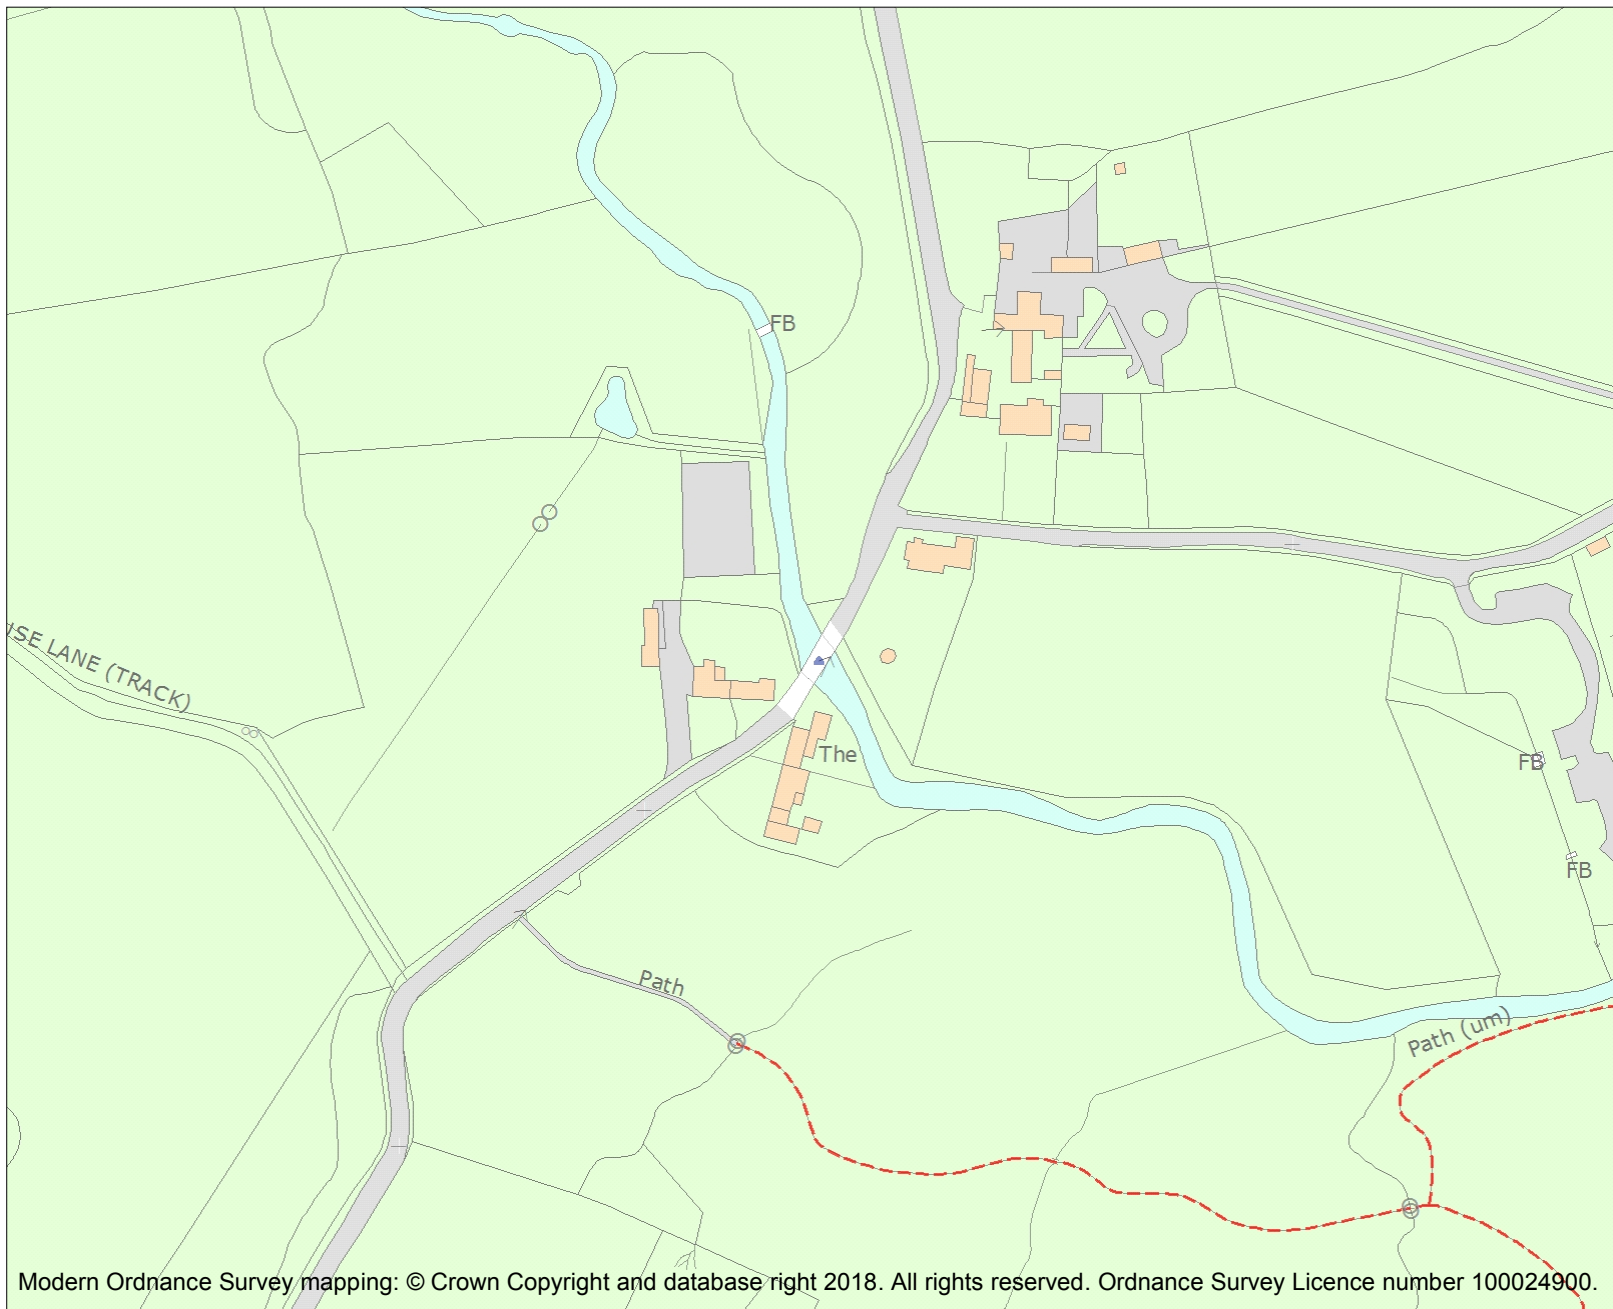 FB
USE LANE (TRACK)
The
FB
FB
Path
Path (um)
Modern Ordnance Survey mapping: © Crown Copyright and database right 2018. All rights reserved. Ordnance Survey Licence number 100024900.